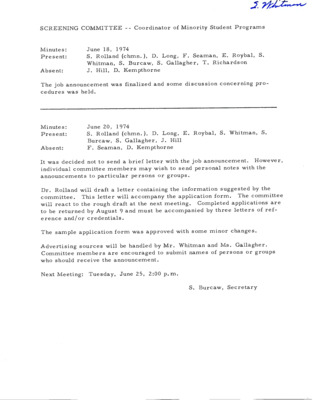 S. Whitman
SCREENING COMMITTEE -- Coordinator of Minority Student Programs
Minutes: June 18, 1974
Present: S. Rolland (chmn.), D. Long, F. Seaman, E. Roybal, S.
Whitman, S. Burcaw, S. Gallagher, T. Richardson
Absent: J. Hill, D. Kempthorne
The job announcement was finalized and some discussion concerning pro-
cedures was held.
Minutes: June 20, 1974
Present: S. Rolland (chmn.), D. Long, E. Roybal, S. Whitman, S.
Burcaw, S. Gallagher, J. Hill
Absent: F. Seaman, D. Kempthorne
It was decided not to send a brief letter with the job announcement. However,
individual committee members may wish to send personal notes with the
announcements to particular persons or groups.
Dr. Rolland will draft a letter containing the information suggested by the
committee. This letter will accompany the application form. The committee
will react to the rough draft at the next meeting. Completed applications are
to be returned by August 9 and must be accompanied by three letters of ref-
erence and/or credentials.
The sample application form was approved with some minor changes.
Advertising sources will be handled by Mr. Whitman and Ms. Gallagher.
Committee members are encouraged to submit names of persons or groups
who should receive the announcement.
Next Meeting: Tuesday, June 25, 2:00 p.m.
S. Burcaw, Secretary